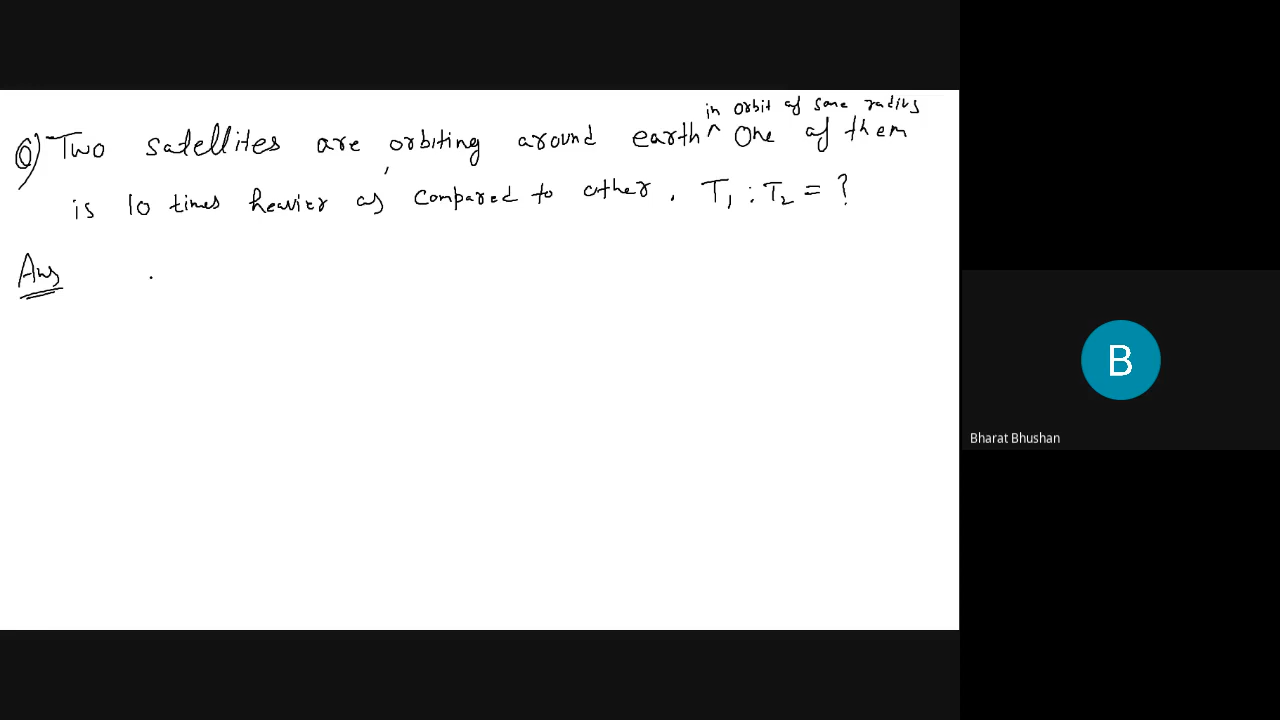 in orbit of same radius
Q) Two satellites are orbiting around earth ^ One of them
is 10 times heavier as compared to other. T1 : T2 = ?
Ans
B
Bharat Bhushan